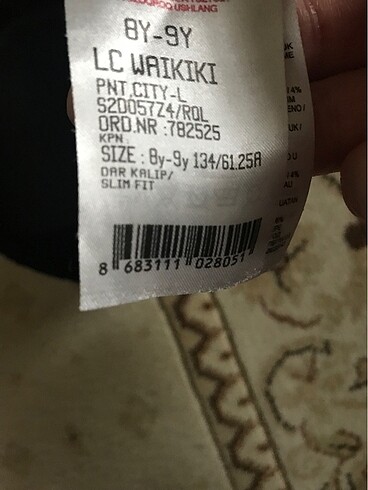 8Y-9Y
LC WAIKIKI
PNT,CITY-L
S2D057Z4/RQL
ORD.NR :782525
KPN
SIZE : 8y-9y 134/61.25A
DAR KALIP/
SLIM FIT
8 683111 028051